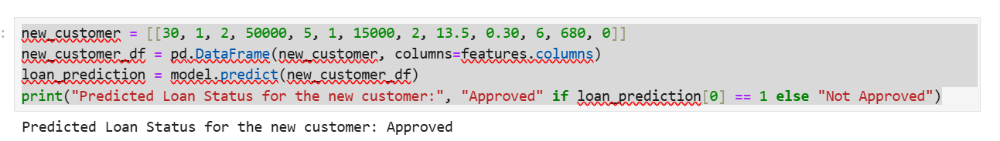 :
new_customer = [[30, 1, 2, 50000, 5, 1, 15000, 2, 13.5, 0.30, 6, 680, 0]]
new_customer_df = pd.DataFrame(new_customer, columns=features.columns)
loan_prediction = model.predict(new_customer_df)
print("Predicted Loan Status for the new customer:", "Approved" if loan_prediction[0] == 1 else "Not Approved")
Predicted Loan Status for the new customer: Approved